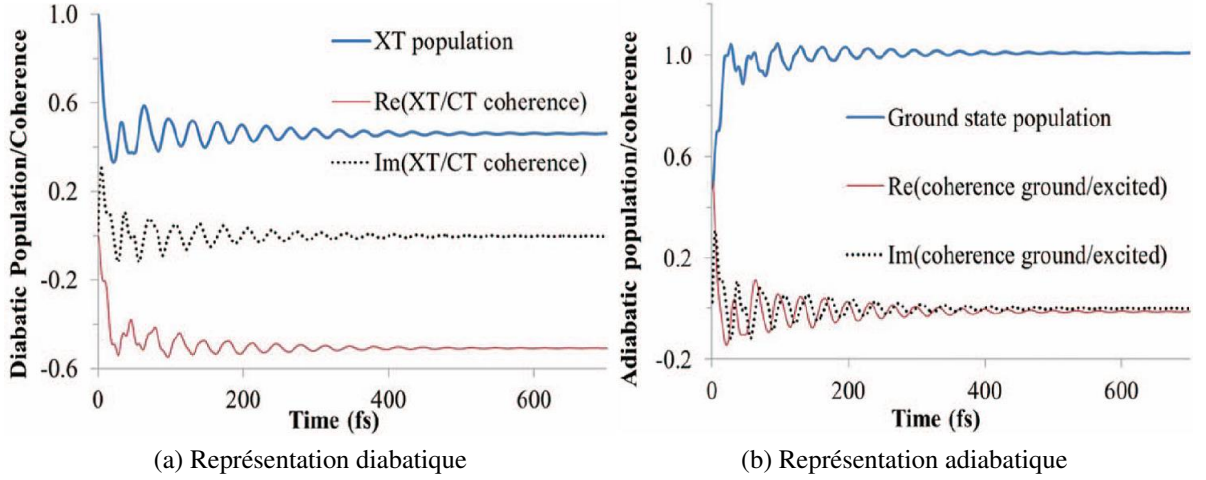 Diabatic Population/Coherence
1.0
0.6
0.2
-0.2
-0.6
XT population
Re(XT/CT coherence)
Im(XT/CT coherence)
0
200
400
600
Time (fs)
(a) Représentation diabatique
Adiabatic population/coherence
1.0
0.6
0.2
-0.2
Ground state population
Re(coherence ground/excited)
Im(coherence ground/excited)
0
200
400
600
Time (fs)
(b) Représentation adiabatique